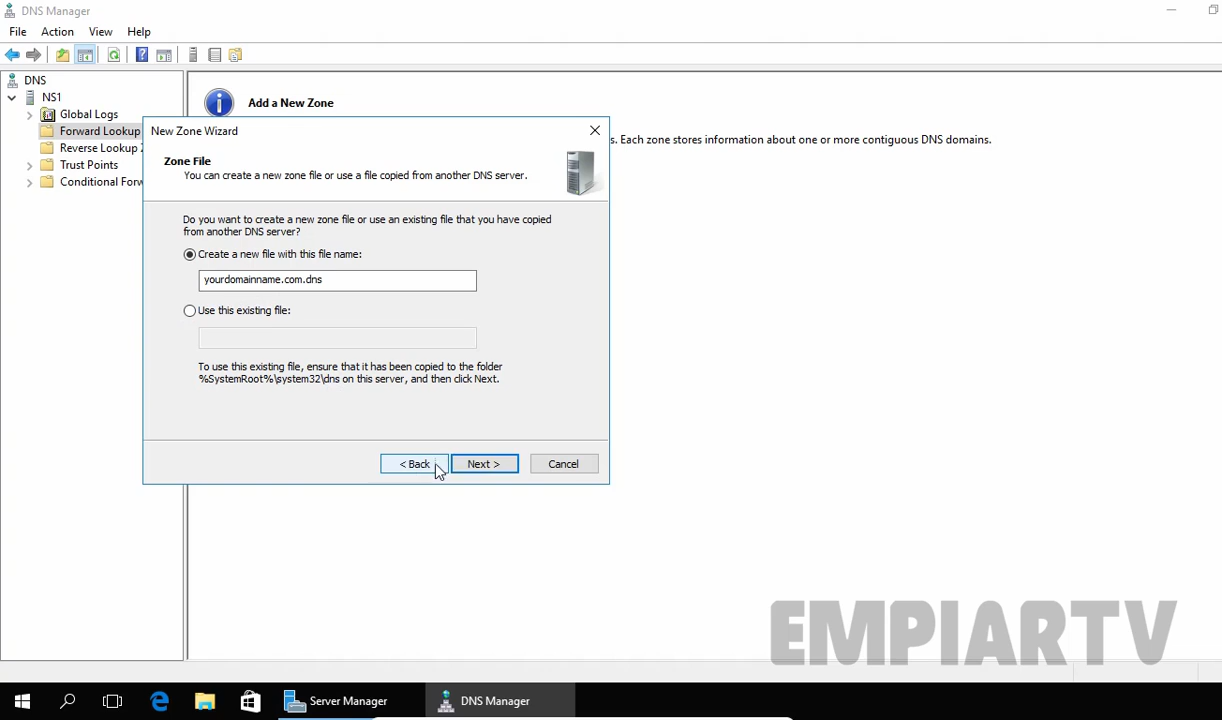 DNS Manager
File Action View Help
DNS
NS1
Global Logs
Forward Lookup
Reverse Lookup
Trust Points
Conditional Forw
Add a New Zone
s. Each zone stores information about one or more contiguous DNS domains.
New Zone Wizard
Zone File
You can create a new zone file or use a file copied from another DNS server.
Do you want to create a new zone file or use an existing file that you have copied
from another DNS server?
Create a new file with this file name:
yourdomainname.com.dns
Use this existing file:
To use this existing file, ensure that it has been copied to the folder
%SystemRoot%\system32\dns on this server, and then click Next.
< Back Next > Cancel
EMPIARTV
Server Manager DNS Manager